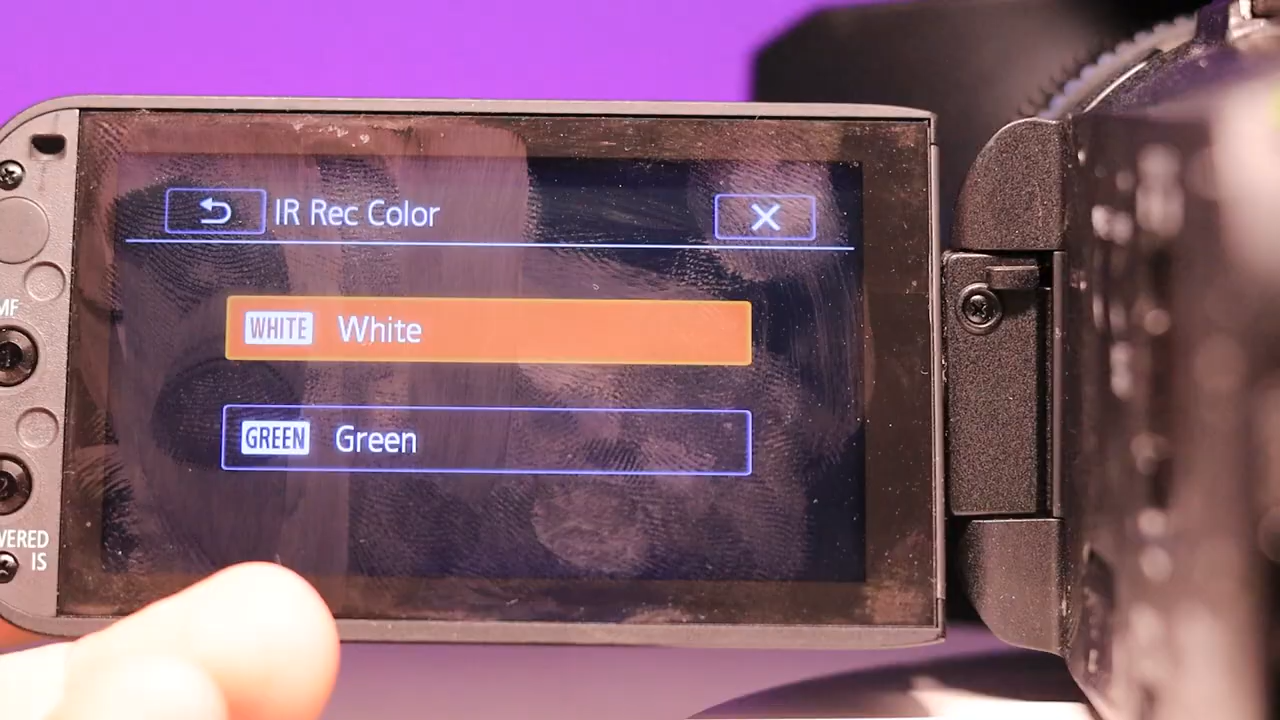 IR Rec Color
WHITE White
GREEN Green
MF
VERED
IS